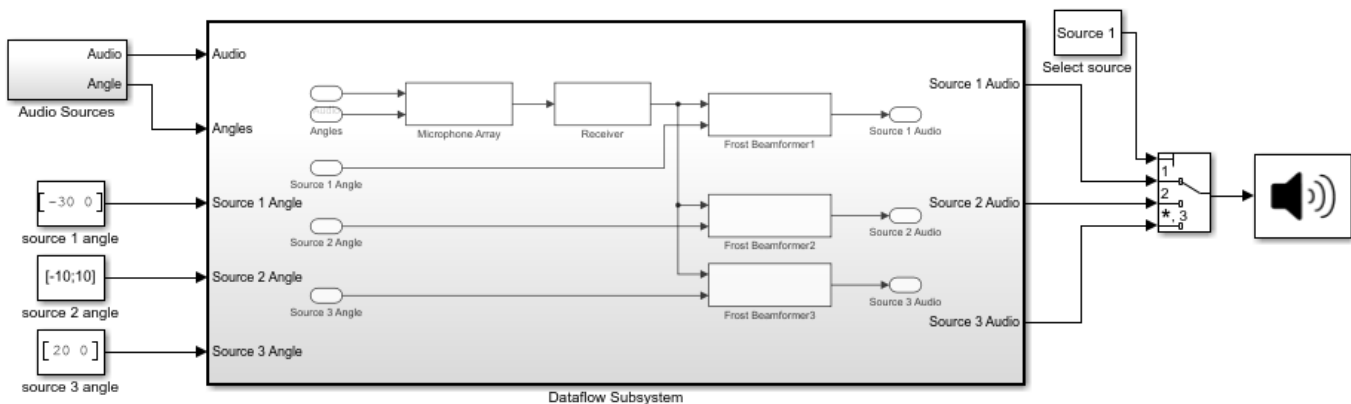 Audio
Angle
Audio Sources
[ -30 0 ]
source 1 angle
[-10;10]
source 2 angle
[ 20 0 ]
source 3 angle
Audio
Angles
Source 1 Angle
Source 2 Angle
Source 3 Angle
Audio
Angles
Microphone Array
Receiver
Source 1 Angle
Source 2 Angle
Source 3 Angle
Frost Beamformer1
Frost Beamformer2
Frost Beamformer3
Source 1 Audio
Source 2 Audio
Source 3 Audio
Source 1 Audio
Source 2 Audio
Source 3 Audio
Dataflow Subsystem
Source 1
Select source
1
2
*, 3